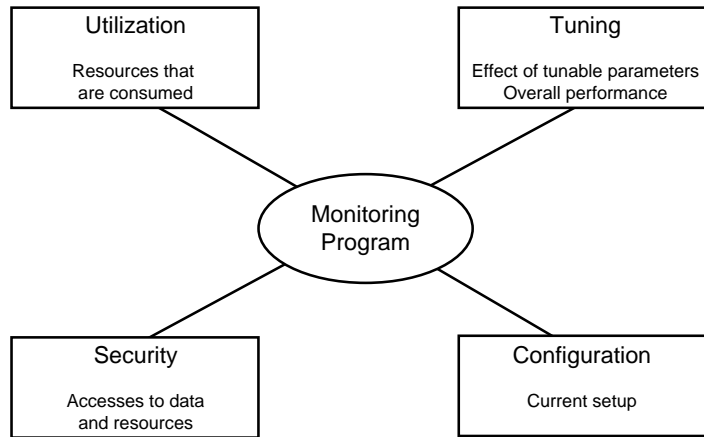 Utilization
Resources that
are consumed
Tuning
Effect of tunable parameters
Overall performance
Monitoring
Program
Security
Accesses to data
and resources
Configuration
Current setup